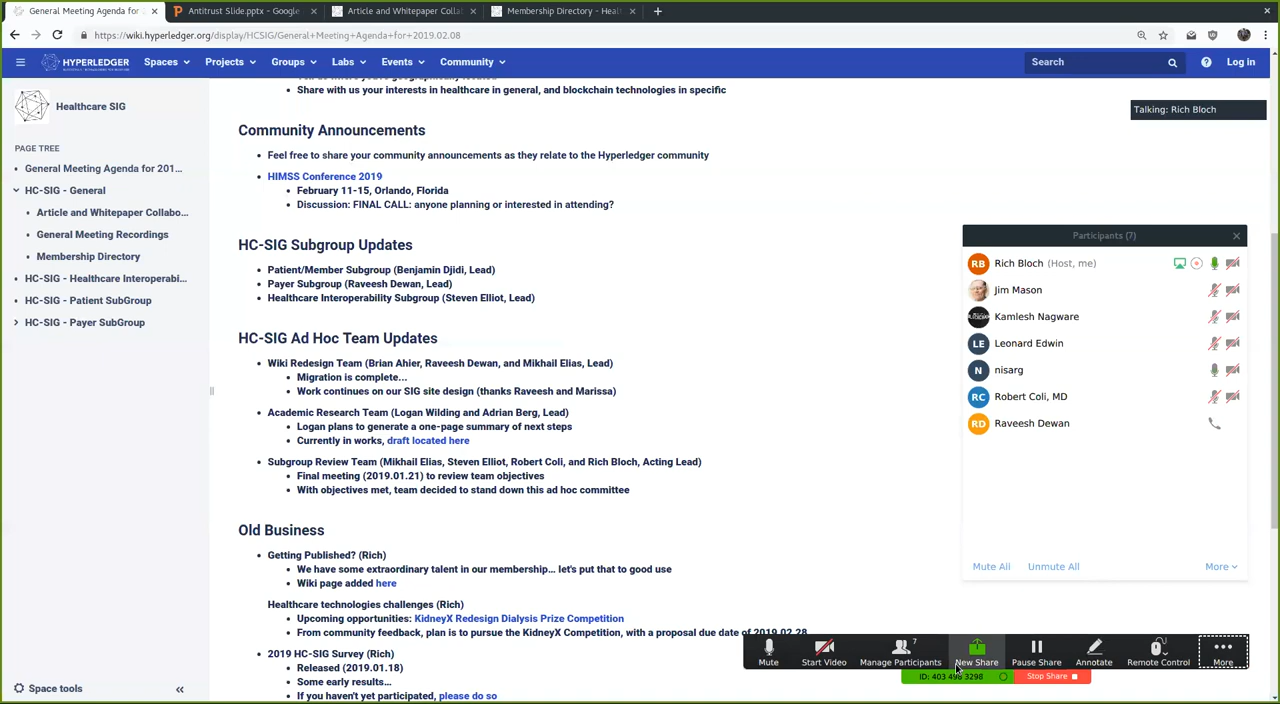 General Meeting Agenda for 2
Antitrust Slide.pptx - Google
Article and Whitepaper Colla
Membership Directory - Heal
https://wiki.hyperledger.org/display/HCSIG/General+Meeting+Agenda+for+2019.02.08
HYPERLEDGER
Spaces
Projects
Groups
Labs
Events
Community
Search
Log in
Healthcare SIG
PAGE TREE
General Meeting Agenda for 201...
HC-SIG - General
Article and Whitepaper Collabo...
General Meeting Recordings
Membership Directory
HC-SIG - Healthcare Interoperabi...
HC-SIG - Patient SubGroup
HC-SIG - Payer SubGroup
Space tools
Share with us your interests in healthcare in general, and blockchain technologies in specific
Community Announcements
Feel free to share your community announcements as they relate to the Hyperledger community
HIMSS Conference 2019
February 11-15, Orlando, Florida
Discussion: FINAL CALL: anyone planning or interested in attending?
HC-SIG Subgroup Updates
Patient/Member Subgroup (Benjamin Djidi, Lead)
Payer Subgroup (Raveesh Dewan, Lead)
Healthcare Interoperability Subgroup (Steven Elliot, Lead)
HC-SIG Ad Hoc Team Updates
Wiki Redesign Team (Brian Ahier, Raveesh Dewan, and Mikhail Elias, Lead)
Migration is complete...
Work continues on our SIG site design (thanks Raveesh and Marissa)
Academic Research Team (Logan Wilding and Adrian Berg, Lead)
Logan plans to generate a one-page summary of next steps
Currently in works, draft located here
Subgroup Review Team (Mikhail Elias, Steven Elliot, Robert Coli, and Rich Bloch, Acting Lead)
Final meeting (2019.01.21) to review team objectives
With objectives met, team decided to stand down this ad hoc committee
Old Business
Getting Published? (Rich)
We have some extraordinary talent in our membership... let's put that to good use
Wiki page added here
Healthcare technologies challenges (Rich)
Upcoming opportunities: KidneyX Redesign Dialysis Prize Competition
From community feedback, plan is to pursue the KidneyX Competition, with a proposal due date of 2019.02.28
2019 HC-SIG Survey (Rich)
Released (2019.01.18)
Some early results...
If you haven't yet participated, please do so
Talking: Rich Bloch
Participants (7)
RB Rich Bloch (Host, me)
Jim Mason
Kamlesh Nagware
LE Leonard Edwin
N nisarg
RC Robert Coli, MD
RD Raveesh Dewan
Mute All
Unmute All
More
7
Mute
Start Video
Manage Participants
New Share
Pause Share
Annotate
Remote Control
More
ID: 403 498 3298
Stop Share